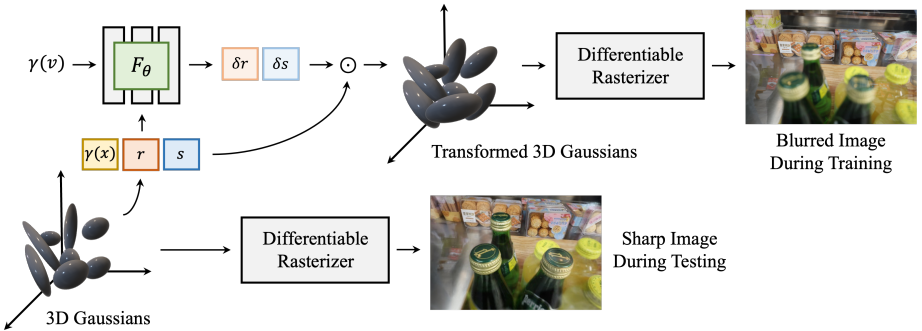 γ(v)
F_θ
δr δs
⊙
Differentiable
Rasterizer
Transformed 3D Gaussians
Blurred Image
During Training
γ(x) r s
Differentiable
Rasterizer
Sharp Image
During Testing
3D Gaussians